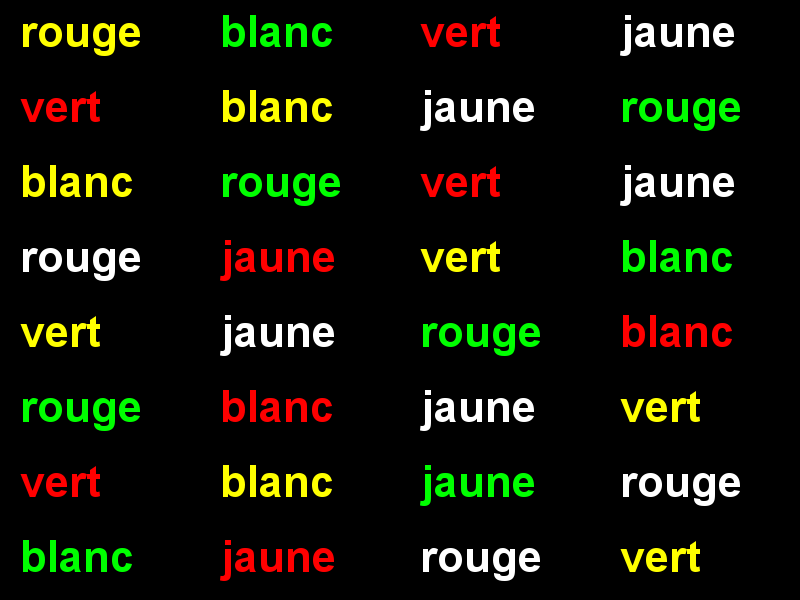 rouge blanc vert jaune
vert blanc jaune rouge
blanc rouge vert jaune
rouge jaune vert blanc
vert jaune rouge blanc
rouge blanc jaune vert
vert blanc jaune rouge
blanc jaune rouge vert